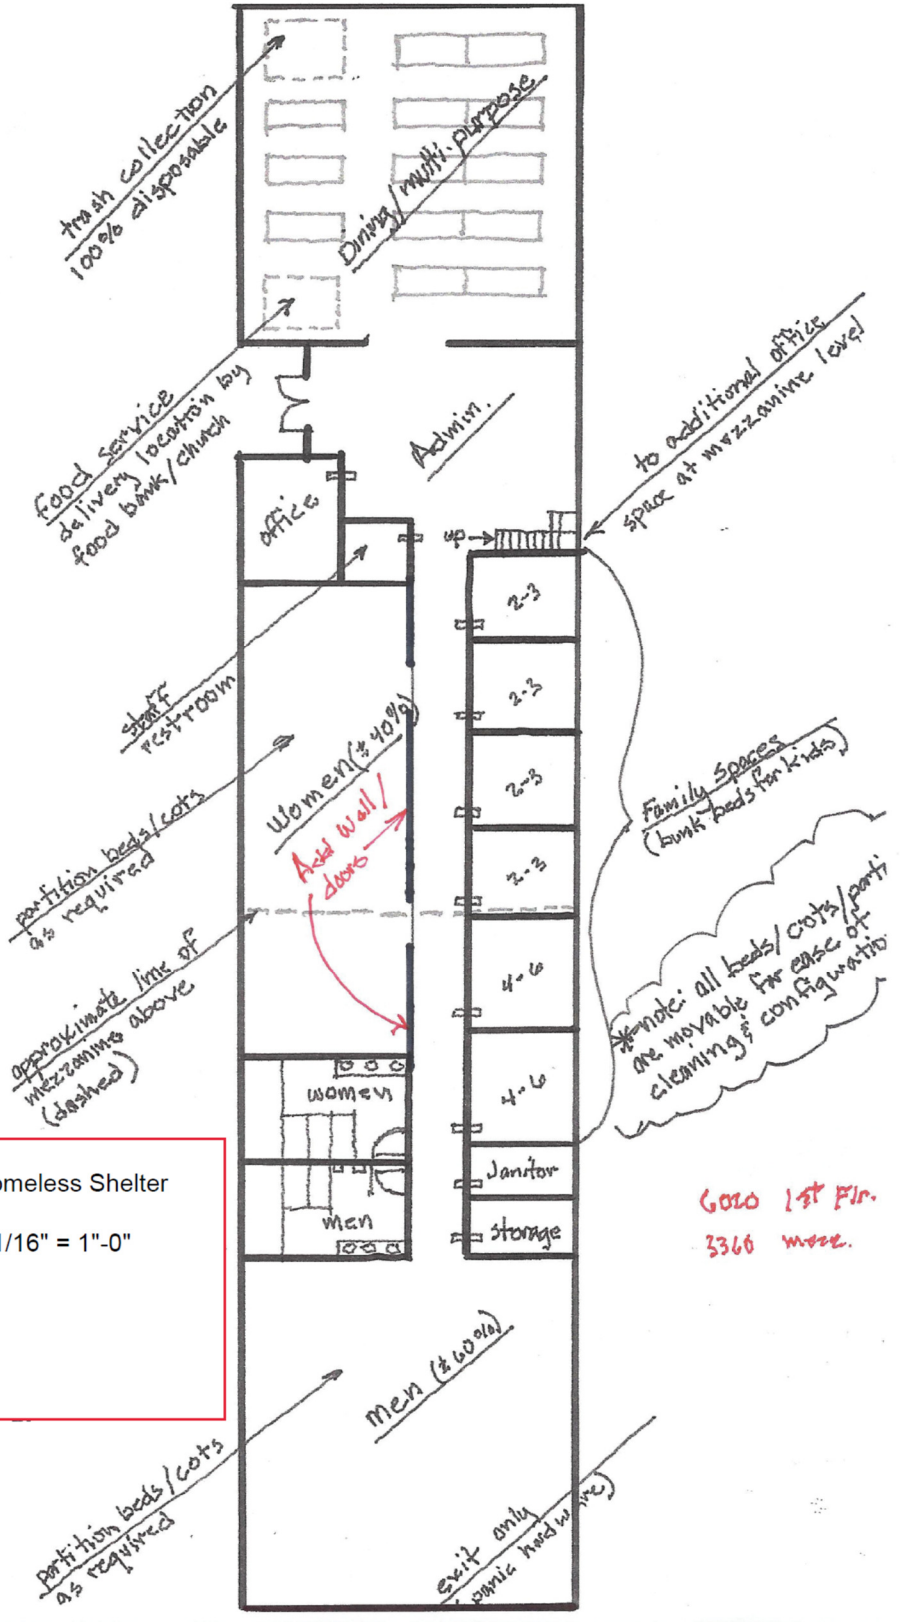 trash collection
100% disposable
Dining/multi-purpose
food service
delivery location by
food bank/church
Admin.
to additional office
space at mezzanine level
office
up
staff
restroom
2-3
2-3
2-3
2-3
4-6
4-6
Women (± 40%)
Add wall/
doors
Family spaces
(bunk beds for kids)
partition beds/cots
as required
*note: all beds/cots/parti
are movable for ease of
cleaning & configuratio
approximate line of
mezzanine above
(dashed)
women
men
Janitor
Storage
omeless Shelter
1/16" = 1"-0"
6020 1st Flr.
3360 mezz.
men (± 60%)
partition beds/cots
as required
exit only